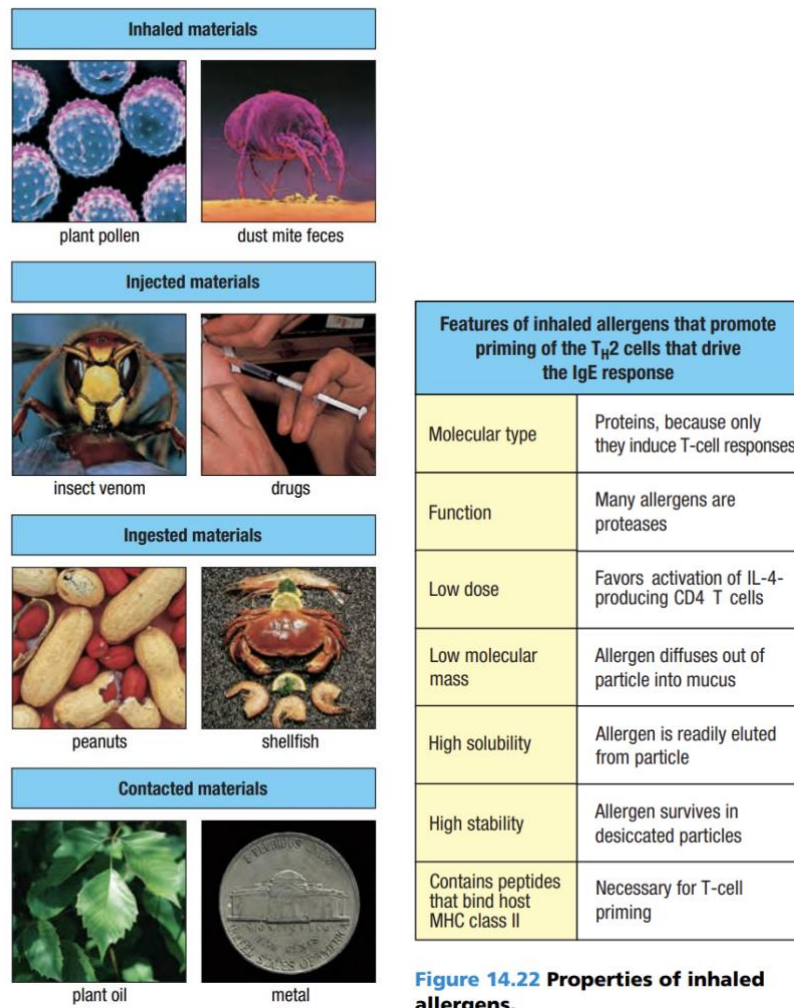 Inhaled materials
plant pollen
dust mite feces
Injected materials
insect venom
drugs
Ingested materials
peanuts
shellfish
Contacted materials
plant oil
metal
Features of inhaled allergens that promote
priming of the TH2 cells that drive
the IgE response
Molecular type
Proteins, because only
they induce T-cell responses
Function
Many allergens are
proteases
Low dose
Favors activation of IL-4-
producing CD4 T cells
Low molecular
mass
Allergen diffuses out of
particle into mucus
High solubility
Allergen is readily eluted
from particle
High stability
Allergen survives in
desiccated particles
Contains peptides
that bind host
MHC class II
Necessary for T-cell
priming
Figure 14.22 Properties of inhaled
allergens.